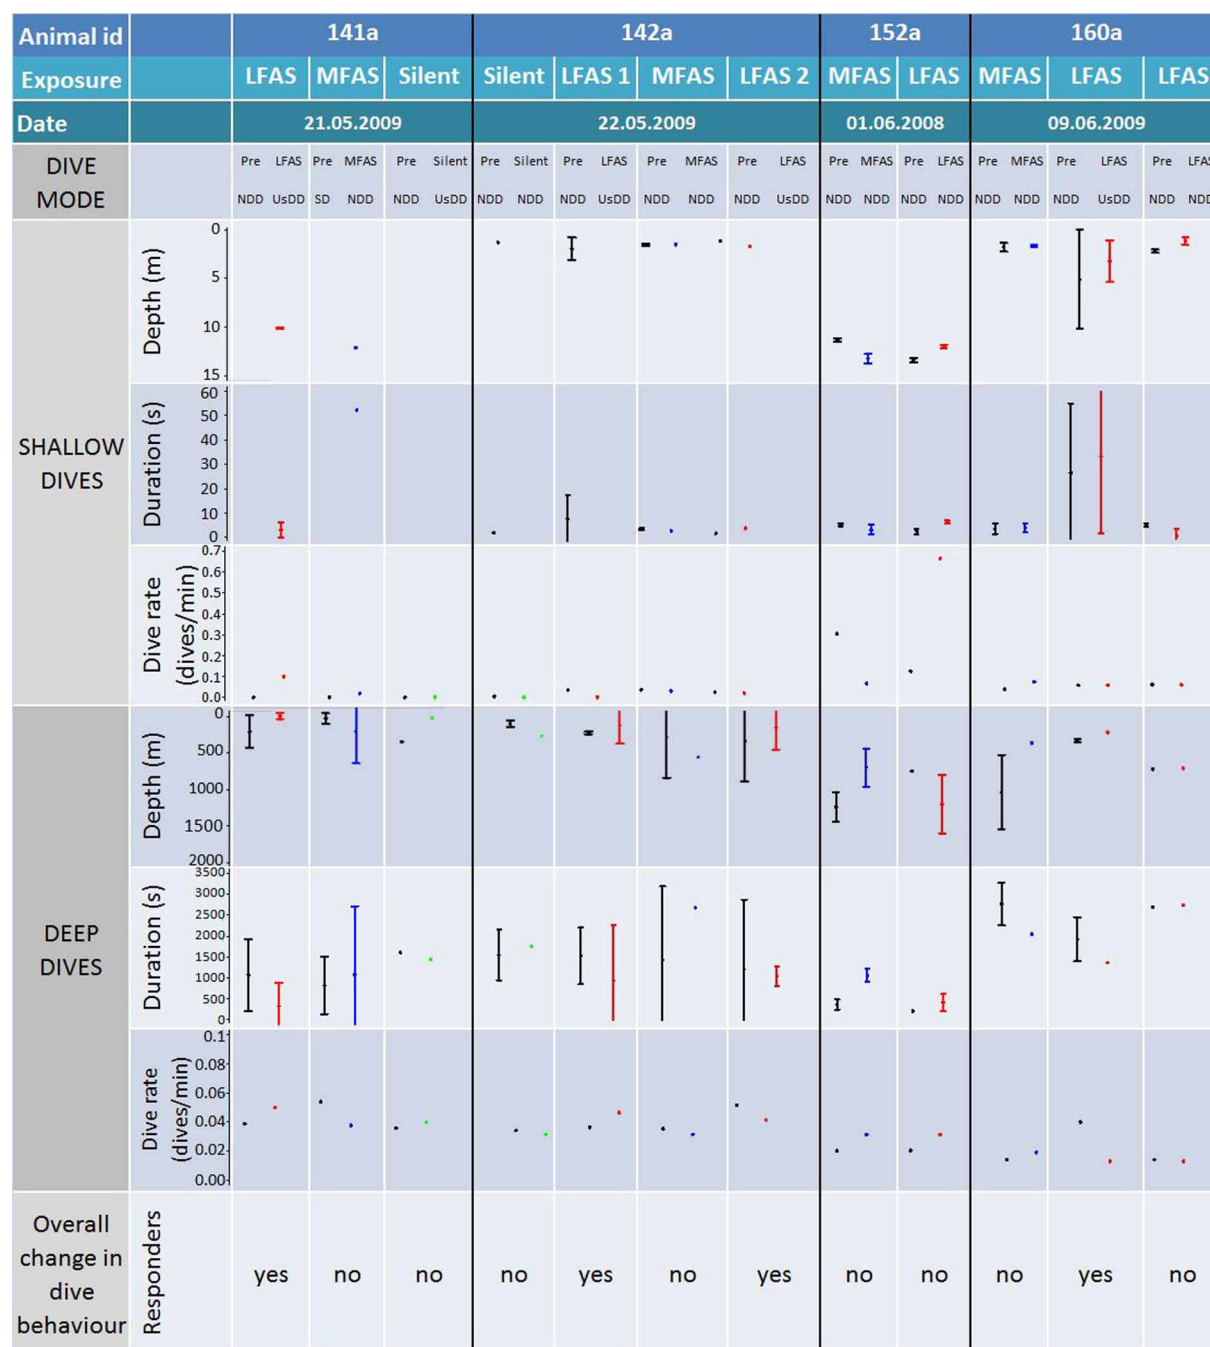 Animal id 141a 142a 152a 160a
Exposure LFAS MFAS Silent Silent LFAS 1 MFAS LFAS 2 MFAS LFAS MFAS LFAS LFAS
Date 21.05.2009 22.05.2009 01.06.2008 09.06.2009
DIVE Pre LFAS Pre MFAS Pre Silent Pre Silent Pre LFAS Pre MFAS Pre LFAS Pre MFAS Pre LFAS Pre MFAS Pre LFAS Pre LFAS
MODE NDD UsDD SD NDD NDD UsDD NDD NDD NDD UsDD NDD NDD NDD UsDD NDD NDD NDD NDD NDD NDD NDD UsDD NDD NDD
SHALLOW
DIVES
Depth (m)
0
5
10
15
Duration (s)
60
50
40
30
20
10
0
Dive rate
(dives/min)
0.7
0.6
0.5
0.4
0.3
0.2
0.1
0.0
DEEP
DIVES
Depth (m)
0
500
1000
1500
2000
Duration (s)
3500
3000
2500
2000
1500
1000
500
0
Dive rate
(dives/min)
0.1
0.08
0.06
0.04
0.02
0.00
Overall
change in
dive
behaviour
Responders
yes no no no yes no yes no no no yes no